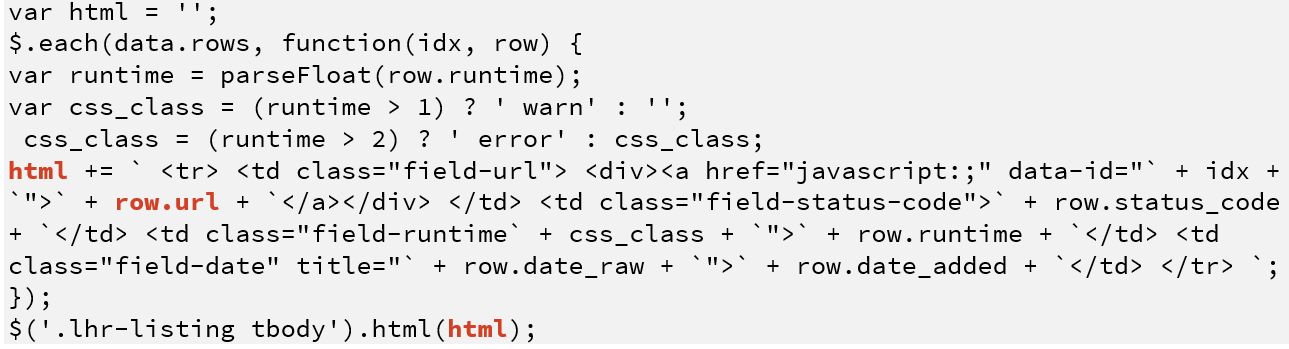 var html = '';
$.each(data.rows, function(idx, row) {
var runtime = parseFloat(row.runtime);
var css_class = (runtime > 1) ? ' warn' : '';
 css_class = (runtime > 2) ? ' error' : css_class;
html += ` <tr> <td class="field-url"> <div><a href="javascript:;" data-id="` + idx +
`">` + row.url + `</a></div> </td> <td class="field-status-code">` + row.status_code
+ `</td> <td class="field-runtime` + css_class + `">` + row.runtime + `</td> <td
class="field-date" title="` + row.date_raw + `">` + row.date_added + `</td> </tr> `;
});
$('.lhr-listing tbody').html(html);